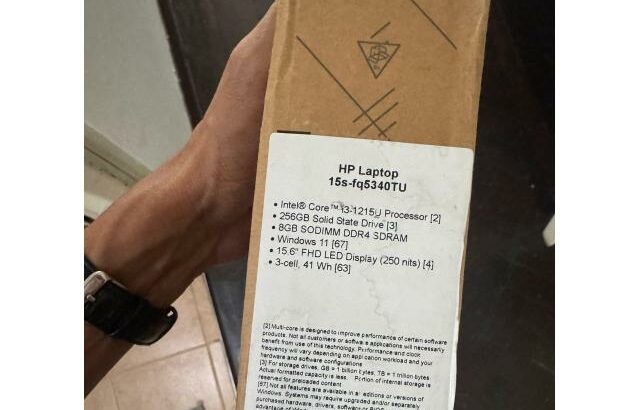 HP Laptop
15s-fq5340TU
• Intel® Core™ i3-1215U Processor [2]
• 256GB Solid State Drive [3]
• 8GB SODIMM DDR4 SDRAM
• Windows 11 [67]
• 15.6" FHD LED Display (250 nits) [4]
• 3-cell, 41 Wh [63]
[2] Multi-core is designed to improve performance of certain software
products. Not all customers or software applications will necessarily
benefit from use of this technology. Performance and clock
frequency will vary depending on application workload and your
hardware and software configurations
[3] For storage drives, GB = 1 billion bytes. TB = 1 trillion bytes
Actual formatted capacity is less. Portion of internal storage is
reserved for preloaded content
[67] Not all features are available in all editions or versions of
Windows. Systems may require upgraded and/or separately
purchased hardware, drivers, software or BIOS
advantage of